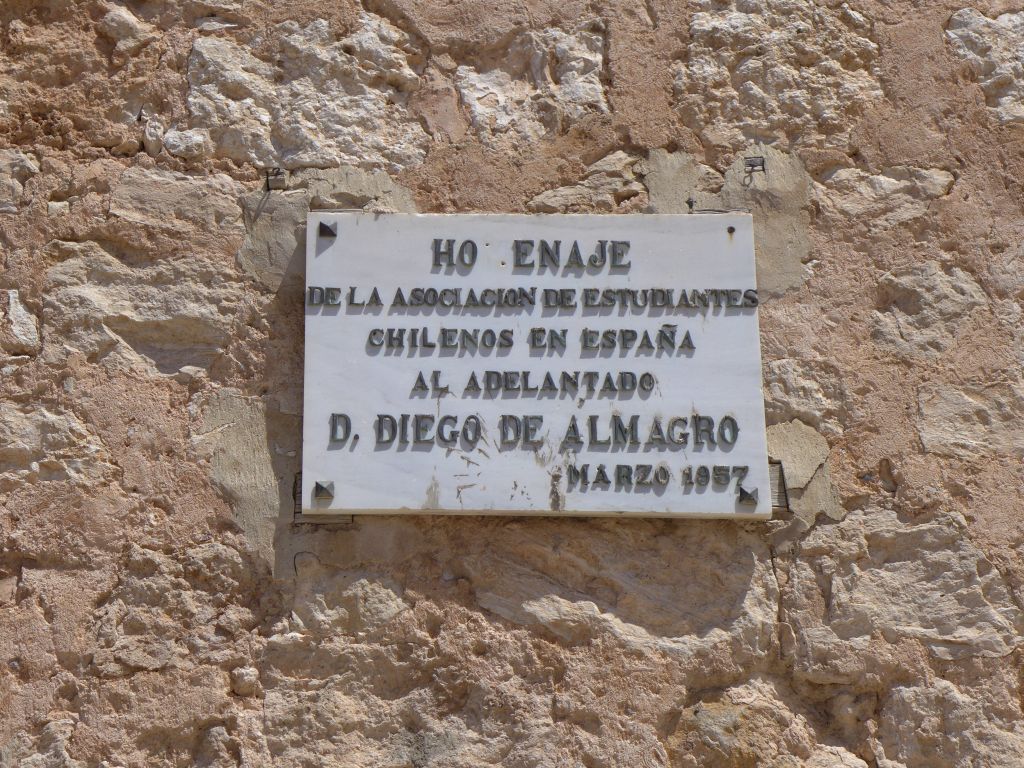 HO ENAJE
DE LA ASOCIACION DE ESTUDIANTES
CHILENOS EN ESPAÑA
AL ADELANTADO
D. DIEGO DE ALMAGRO
MARZO 1957